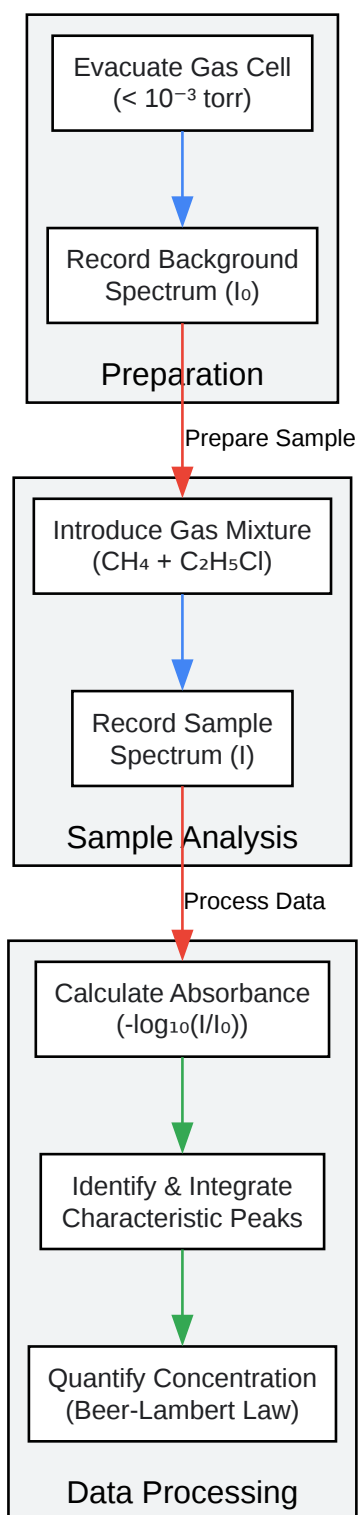 Evacuate Gas Cell
(< 10⁻³ torr)
Record Background
Spectrum (I₀)
Preparation
Prepare Sample
Introduce Gas Mixture
(CH₄ + C₂H₅Cl)
Record Sample
Spectrum (I)
Sample Analysis
Process Data
Calculate Absorbance
(-log₁₀(I/I₀))
Identify & Integrate
Characteristic Peaks
Quantify Concentration
(Beer-Lambert Law)
Data Processing